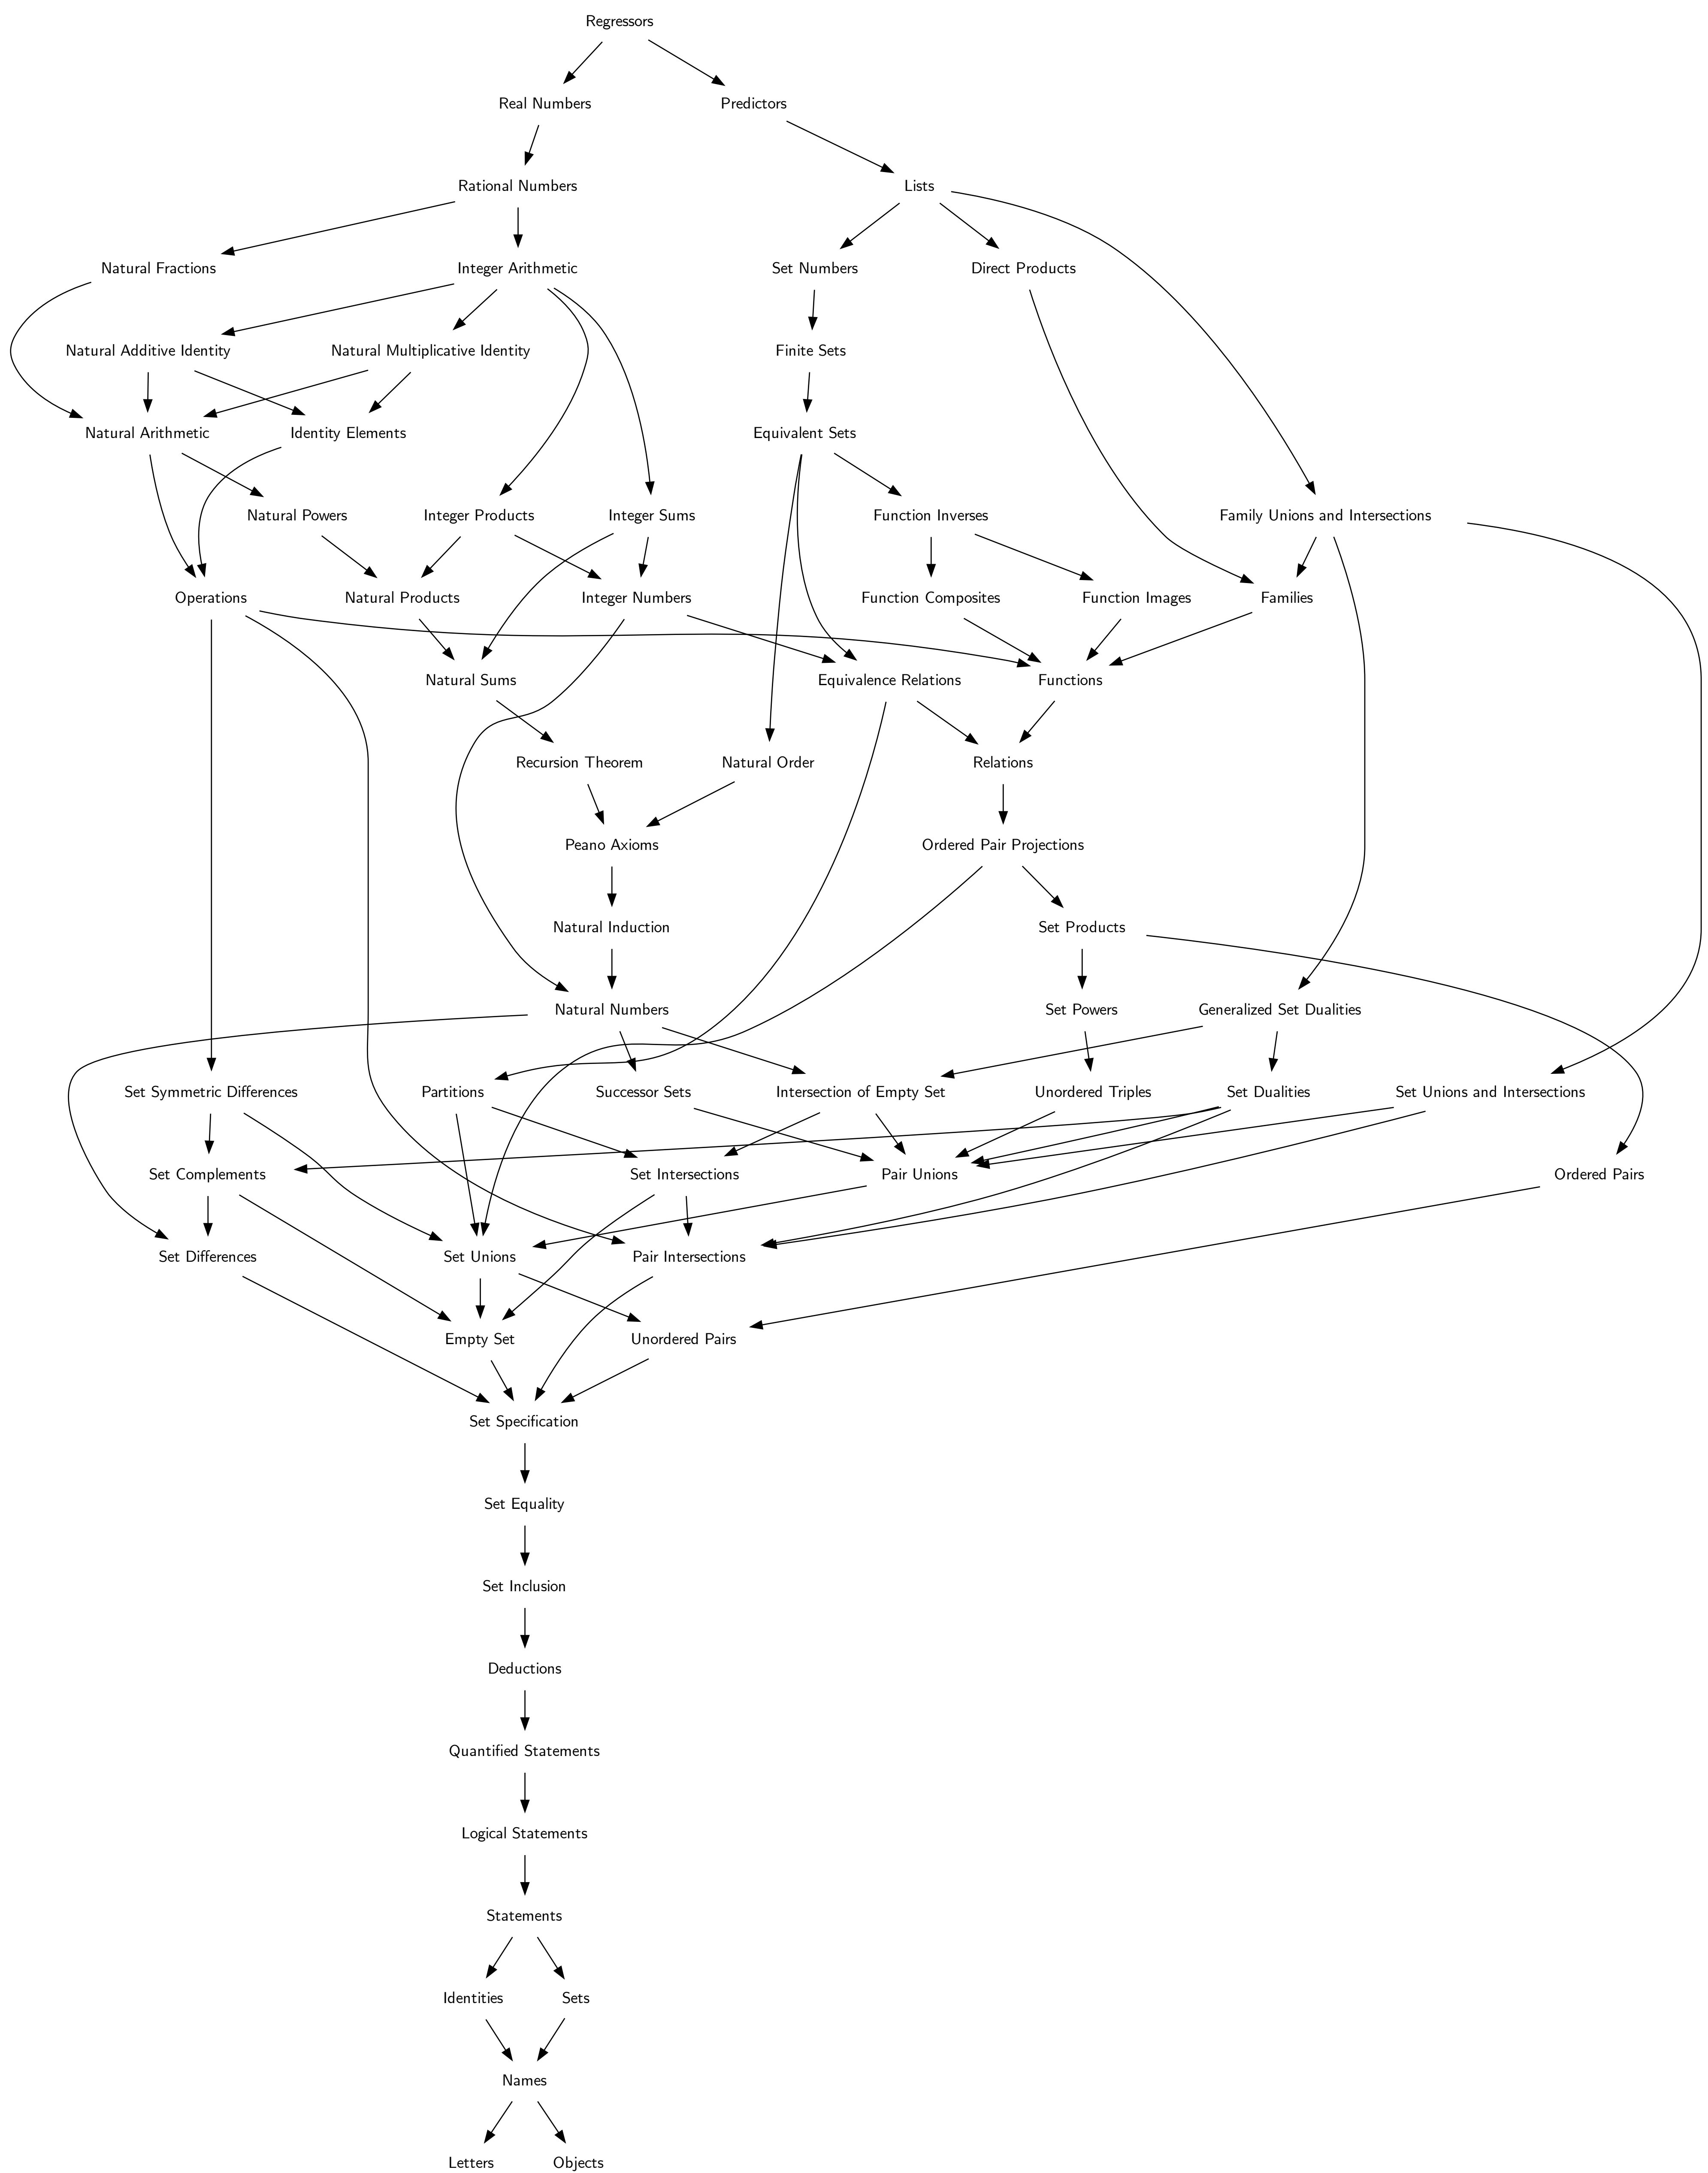 Regressors
Real Numbers
Predictors
Rational Numbers
Lists
Natural Fractions
Integer Arithmetic
Set Numbers
Direct Products
Natural Additive Identity
Natural Multiplicative Identity
Finite Sets
Natural Arithmetic
Identity Elements
Equivalent Sets
Natural Powers
Integer Products
Integer Sums
Function Inverses
Family Unions and Intersections
Operations
Natural Products
Integer Numbers
Function Composites
Function Images
Families
Natural Sums
Equivalence Relations
Functions
Recursion Theorem
Natural Order
Relations
Peano Axioms
Ordered Pair Projections
Natural Induction
Set Products
Natural Numbers
Set Powers
Generalized Set Dualities
Set Symmetric Differences
Partitions
Successor Sets
Intersection of Empty Set
Unordered Triples
Set Dualities
Set Unions and Intersections
Set Complements
Set Intersections
Pair Unions
Ordered Pairs
Set Differences
Set Unions
Pair Intersections
Empty Set
Unordered Pairs
Set Specification
Set Equality
Set Inclusion
Deductions
Quantified Statements
Logical Statements
Statements
Identities
Sets
Names
Letters
Objects